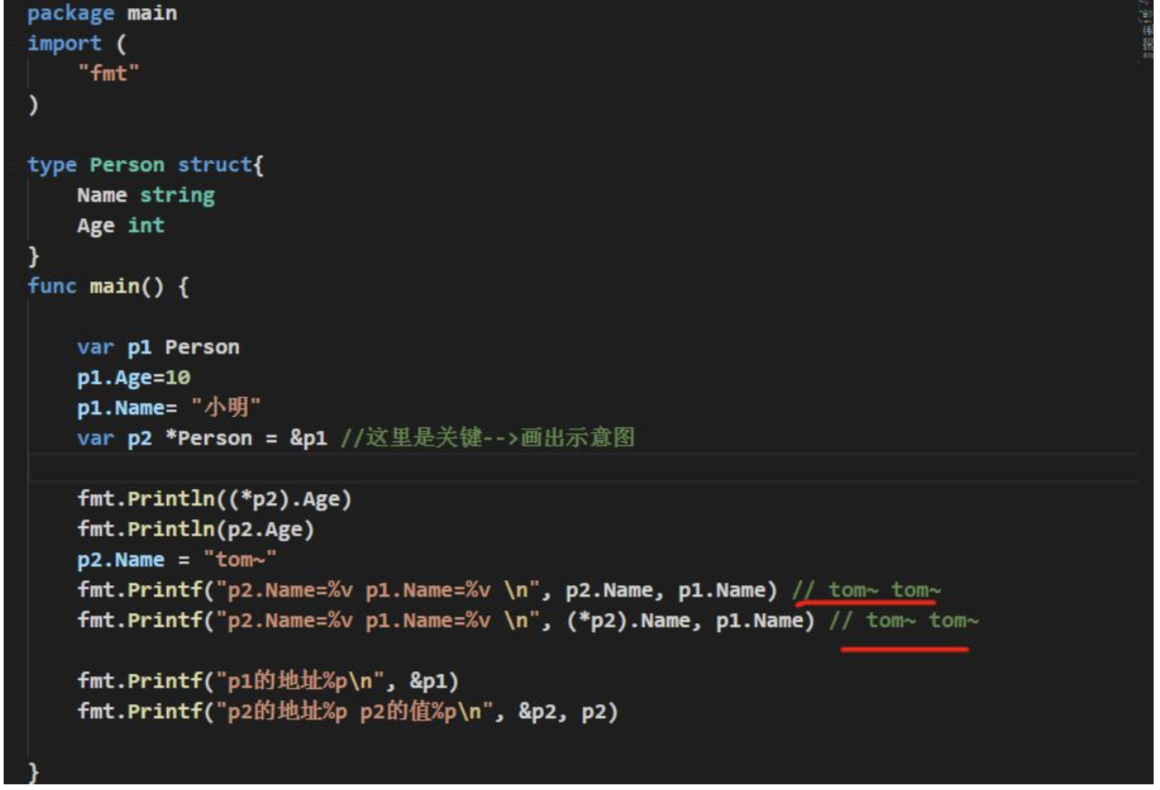 package main
import (
    "fmt"
)
type Person struct{
    Name string
    Age int
}
func main() {
    var p1 Person
    p1.Age=10
    p1.Name= "小明"
    var p2 *Person = &p1 //这里是关键-->画出示意图
    fmt.Println((*p2).Age)
    fmt.Println(p2.Age)
    p2.Name = "tom~"
    fmt.Printf("p2.Name=%v p1.Name=%v \n", p2.Name, p1.Name) // tom~ tom~
    fmt.Printf("p2.Name=%v p1.Name=%v \n", (*p2).Name, p1.Name) // tom~ tom~
    fmt.Printf("p1的地址%p\n", &p1)
    fmt.Printf("p2的地址%p p2的值%p\n", &p2, p2)
}